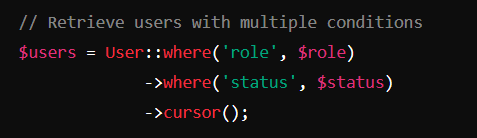 // Retrieve users with multiple conditions
$users = User::where('role', $role)
->where('status', $status)
->cursor();